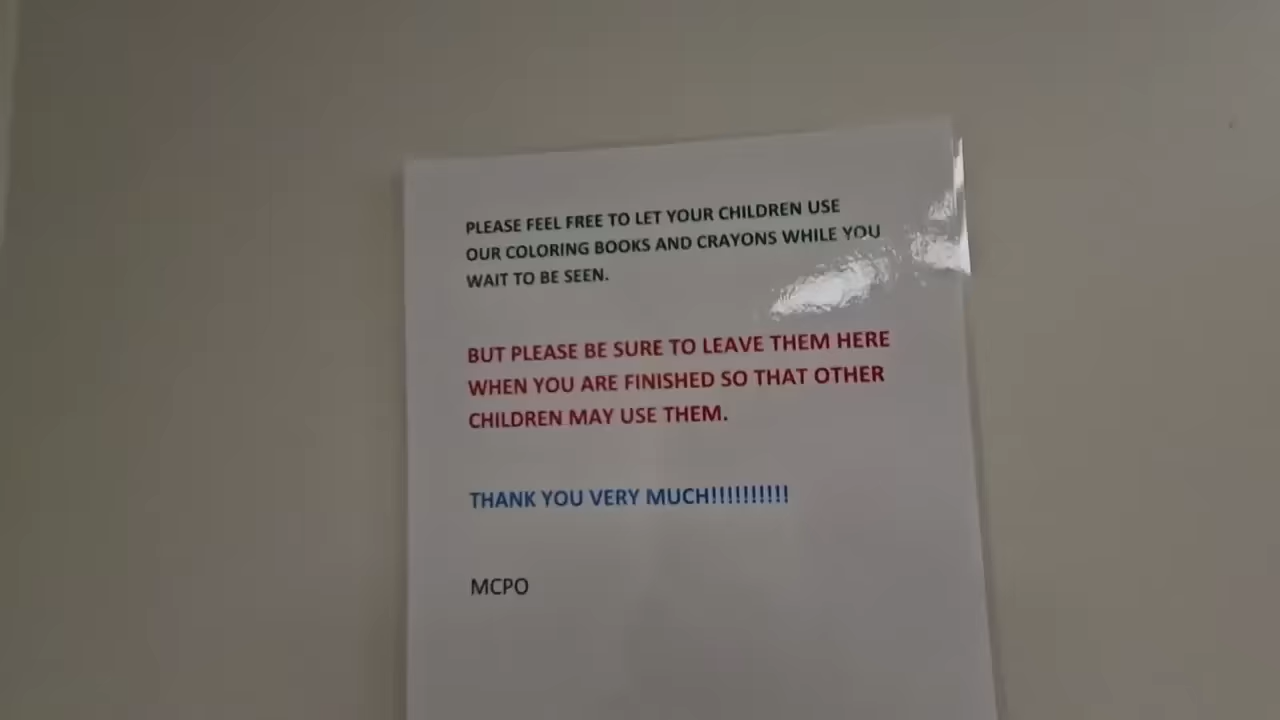 PLEASE FEEL FREE TO LET YOUR CHILDREN USE
OUR COLORING BOOKS AND CRAYONS WHILE YOU
WAIT TO BE SEEN.
BUT PLEASE BE SURE TO LEAVE THEM HERE
WHEN YOU ARE FINISHED SO THAT OTHER
CHILDREN MAY USE THEM.
THANK YOU VERY MUCH!!!!!!!!!!
MCPO